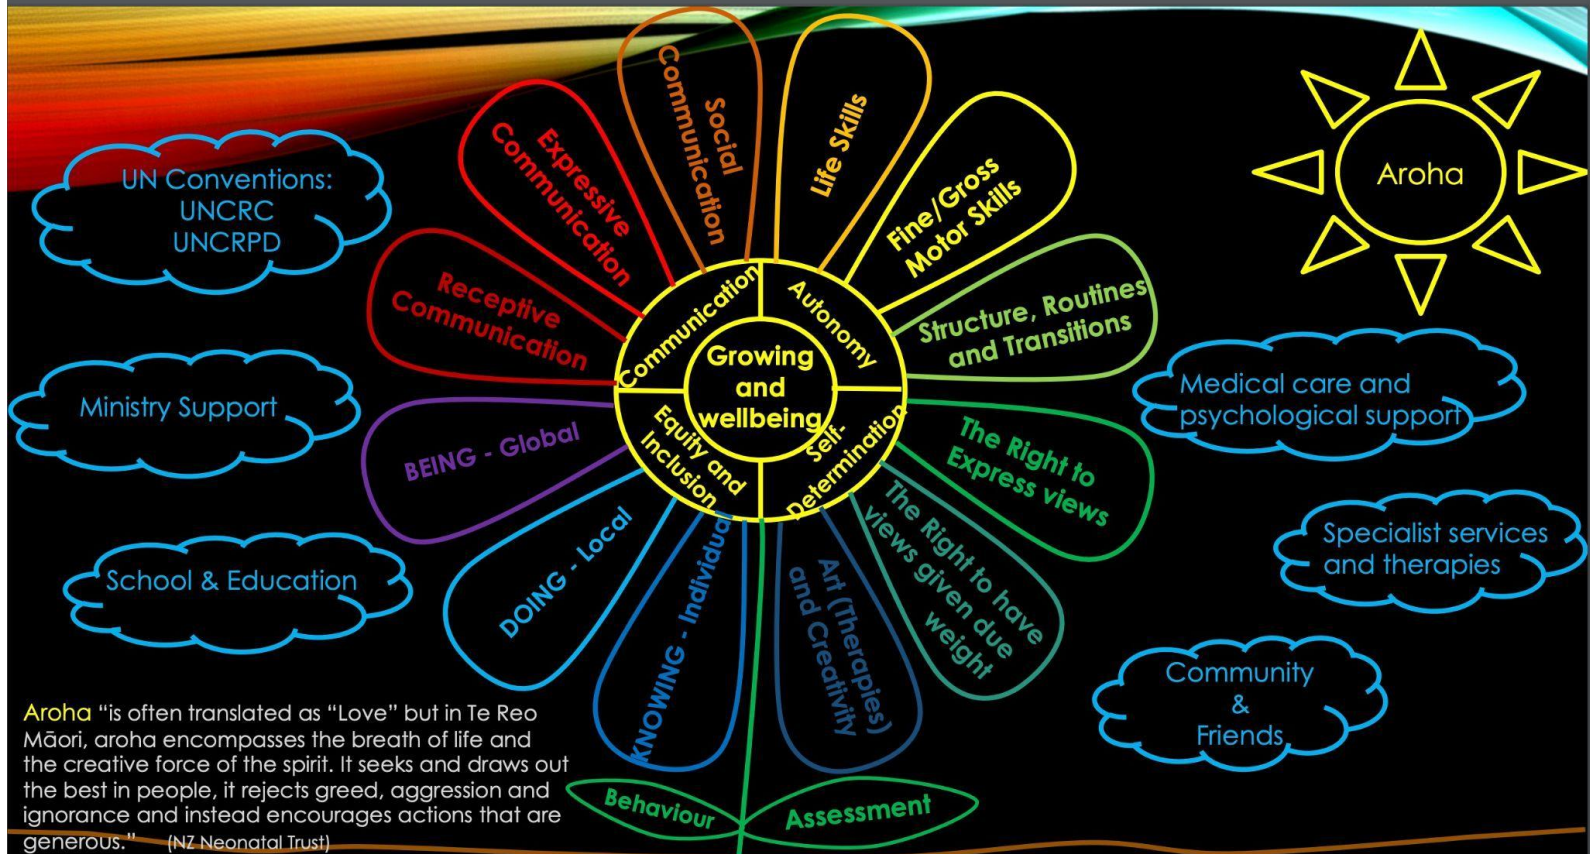 UN Conventions:
UNCRC
UNCRPD
Ministry Support
School & Education
Receptive
Communication
Expressive
Communication
Social
Communication
Life Skills
Fine/Gross
Motor Skills
Structure, Routines
and Transitions
The Right to
Express views
The Right to have
views given due
weight
Art (Therapies)
and Creativity
KNOWING - Individual
DOING - Local
BEING - Global
Communication
Autonomy
Self-
Determination
Equity and
Inclusion
Growing
and
wellbeing
Behaviour
Assessment
Aroha
Medical care and
psychological support
Specialist services
and therapies
Community
&
Friends
Aroha “is often translated as “Love” but in Te Reo
Māori, aroha encompasses the breath of life and
the creative force of the spirit. It seeks and draws out
the best in people, it rejects greed, aggression and
ignorance and instead encourages actions that are
generous.” (NZ Neonatal Trust)